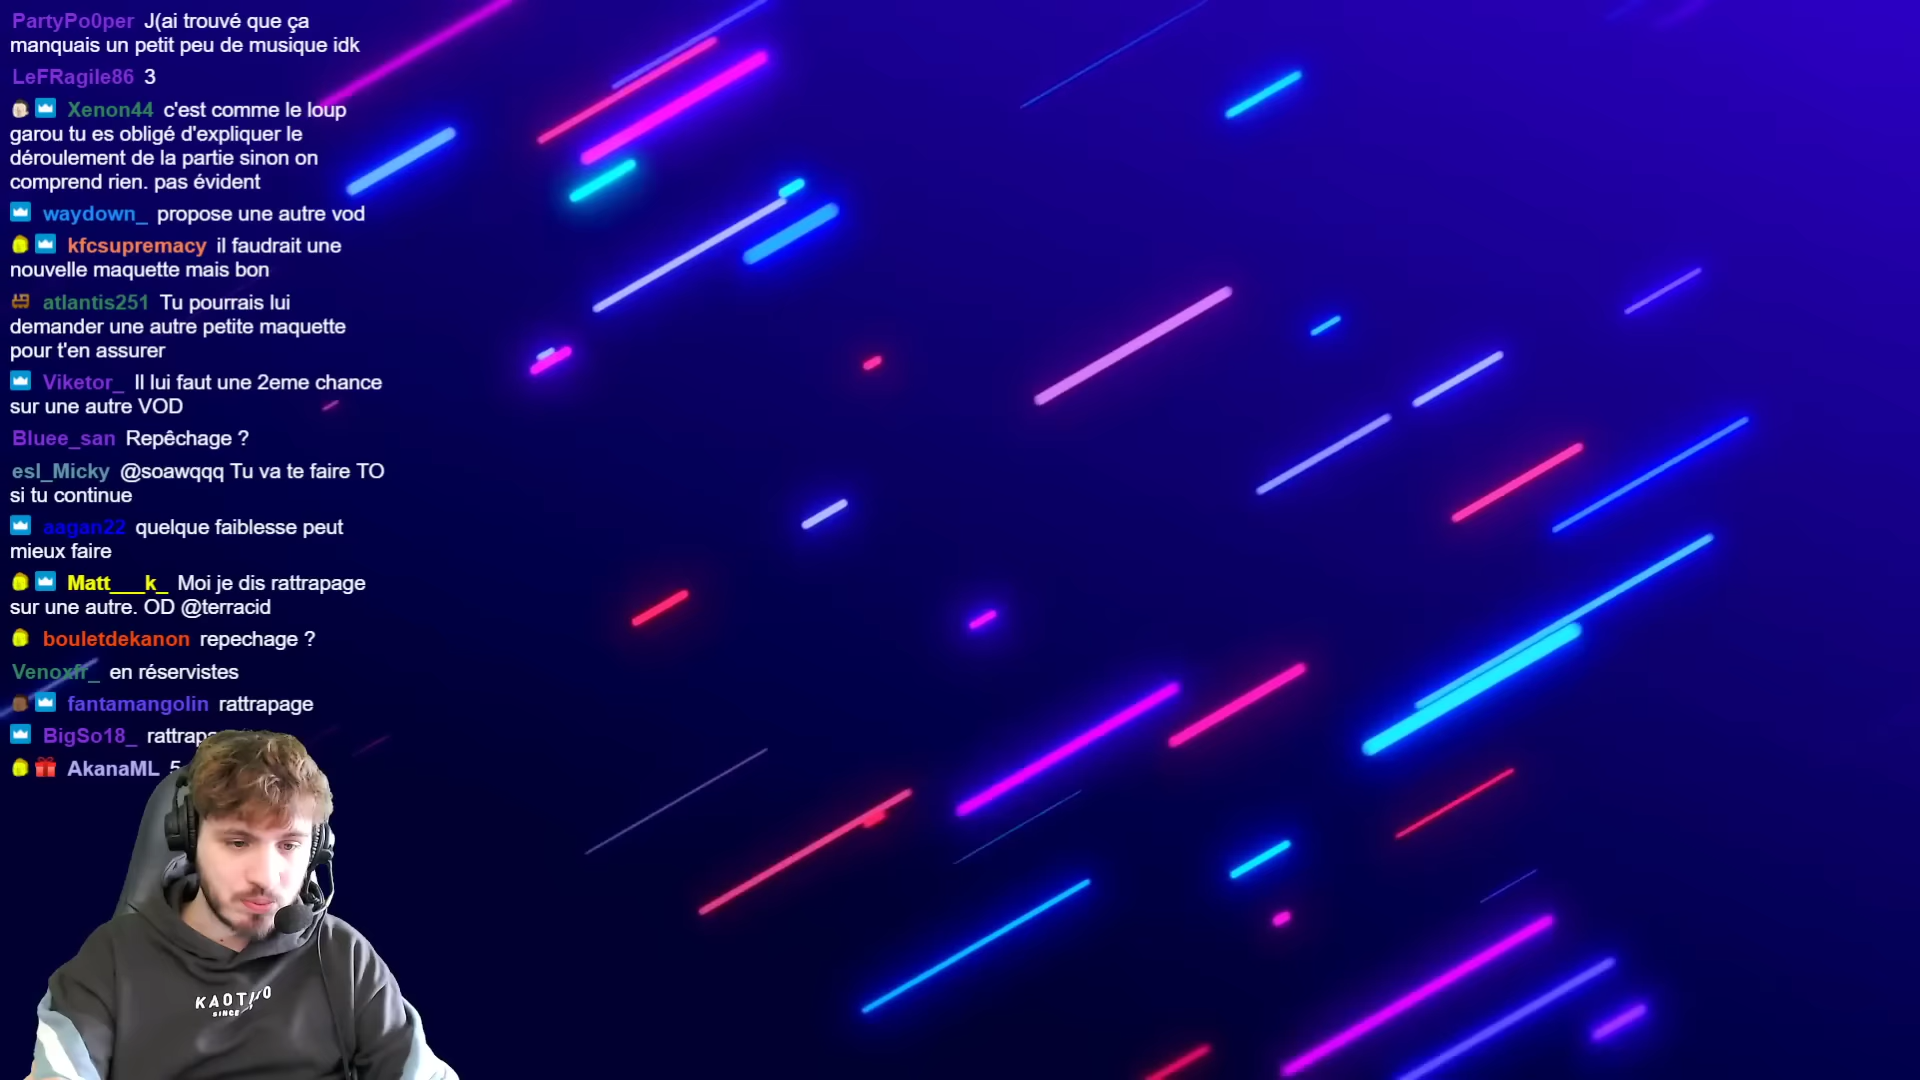 PartyPo0per J(ai trouvé que ça
manquais un petit peu de musique idk
LeFRagile86 3
Xenon44 c'est comme le loup
garou tu es obligé d'expliquer le
déroulement de la partie sinon on
comprend rien. pas évident
waydown_ propose une autre vod
kfcsupremacy il faudrait une
nouvelle maquette mais bon
atlantis251 Tu pourrais lui
demander une autre petite maquette
pour t'en assurer
Viketor_ Il lui faut une 2eme chance
sur une autre VOD
Bluee_san Repêchage ?
esl_Micky @soawqqq Tu va te faire TO
si tu continue
aagan22 quelque faiblesse peut
mieux faire
Matt___k_ Moi je dis rattrapage
sur une autre. OD @terracid
bouletdekanon repechage ?
Venoxfr_ en réservistes
fantamangolin rattrapage
BigSo18_ rattrap
AkanaML 5
KAOTIKO
SINCE